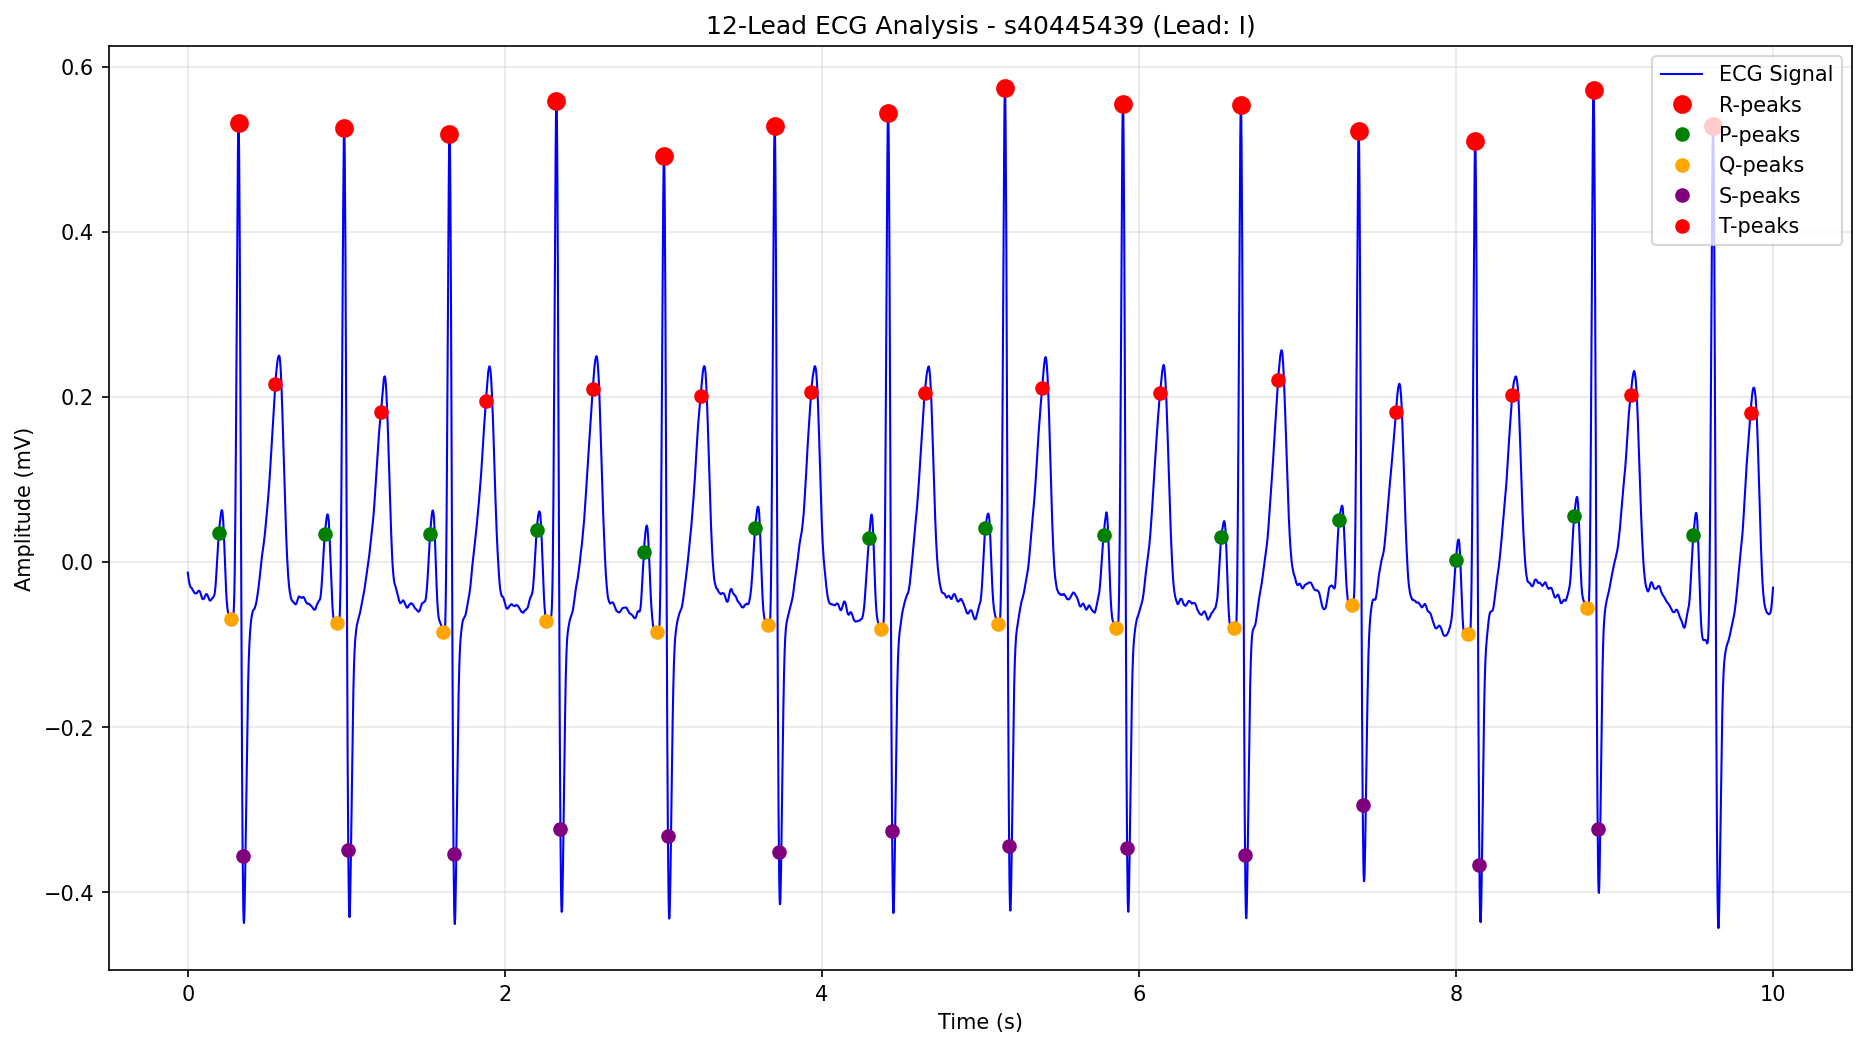 12-Lead ECG Analysis - s40445439 (Lead: I)
ECG Signal
R-peaks
P-peaks
Q-peaks
S-peaks
T-peaks
0.6
0.4
0.2
0.0
−0.2
−0.4
Amplitude (mV)
0 2 4 6 8 10
Time (s)